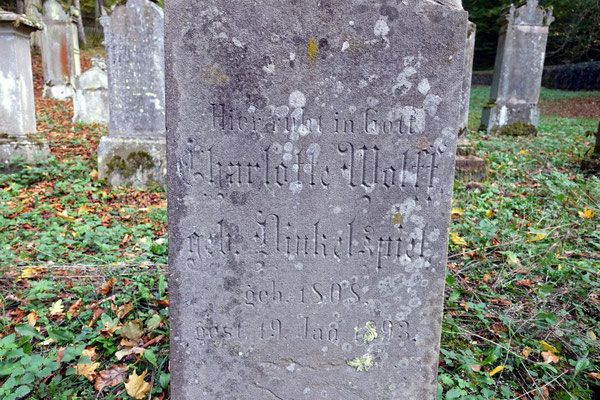 Hier ruht in Gott
Charlotte Wolff
geb. Dinkelspiel
geb. 1808.
gest. 19. Jan. 1893.